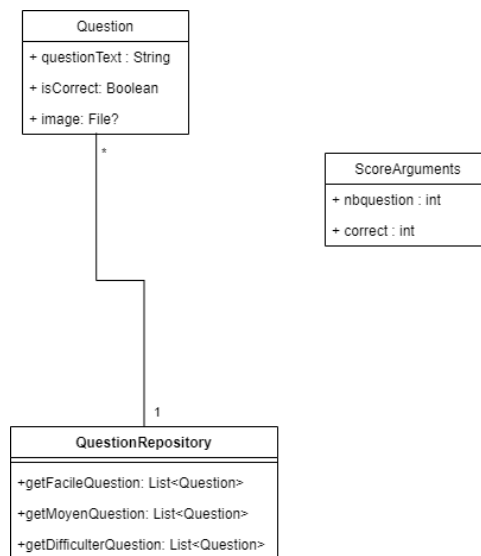 Question
+ questionText : String
+ isCorrect: Boolean
+ image: File?
*
ScoreArguments
+ nbquestion : int
+ correct : int
1
QuestionRepository
+getFacileQuestion: List<Question>
+getMoyenQuestion: List<Question>
+getDifficulterQuestion: List<Question>